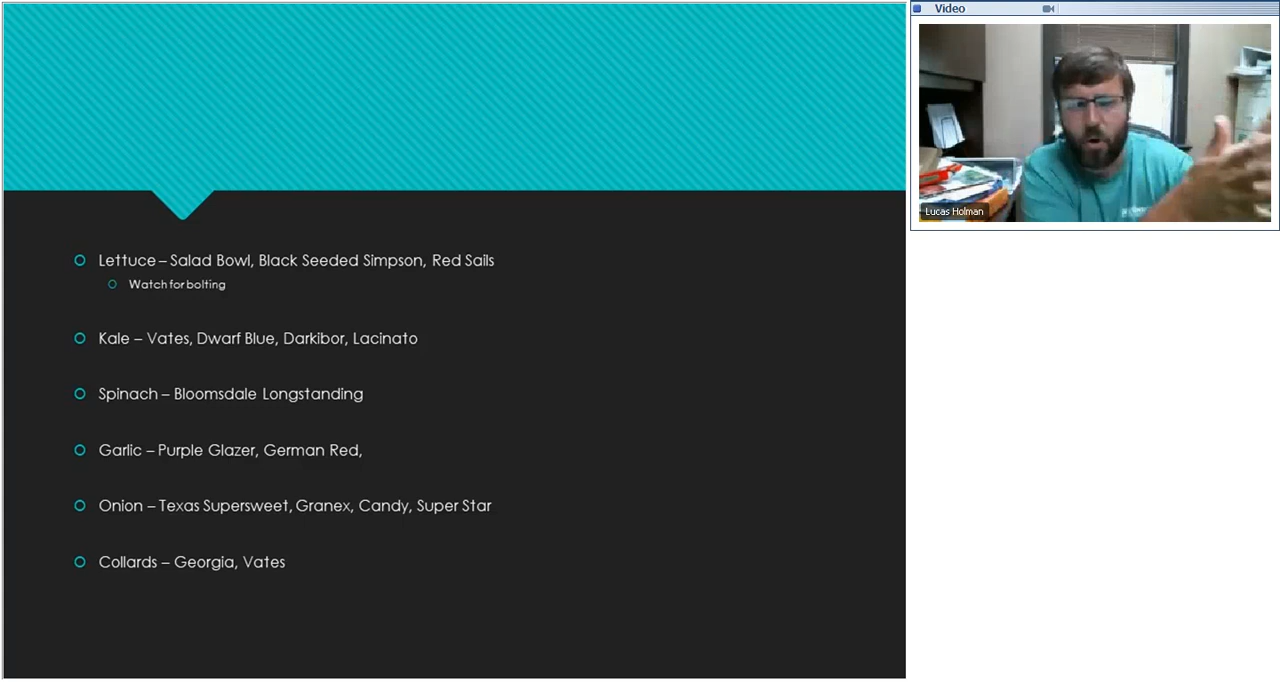 Lettuce – Salad Bowl, Black Seeded Simpson, Red Sails
Watch for bolting
Kale – Vates, Dwarf Blue, Darkibor, Lacinato
Spinach – Bloomsdale Longstanding
Garlic – Purple Glazer, German Red,
Onion – Texas Supersweet, Granex, Candy, Super Star
Collards – Georgia, Vates
Video
Lucas Holman